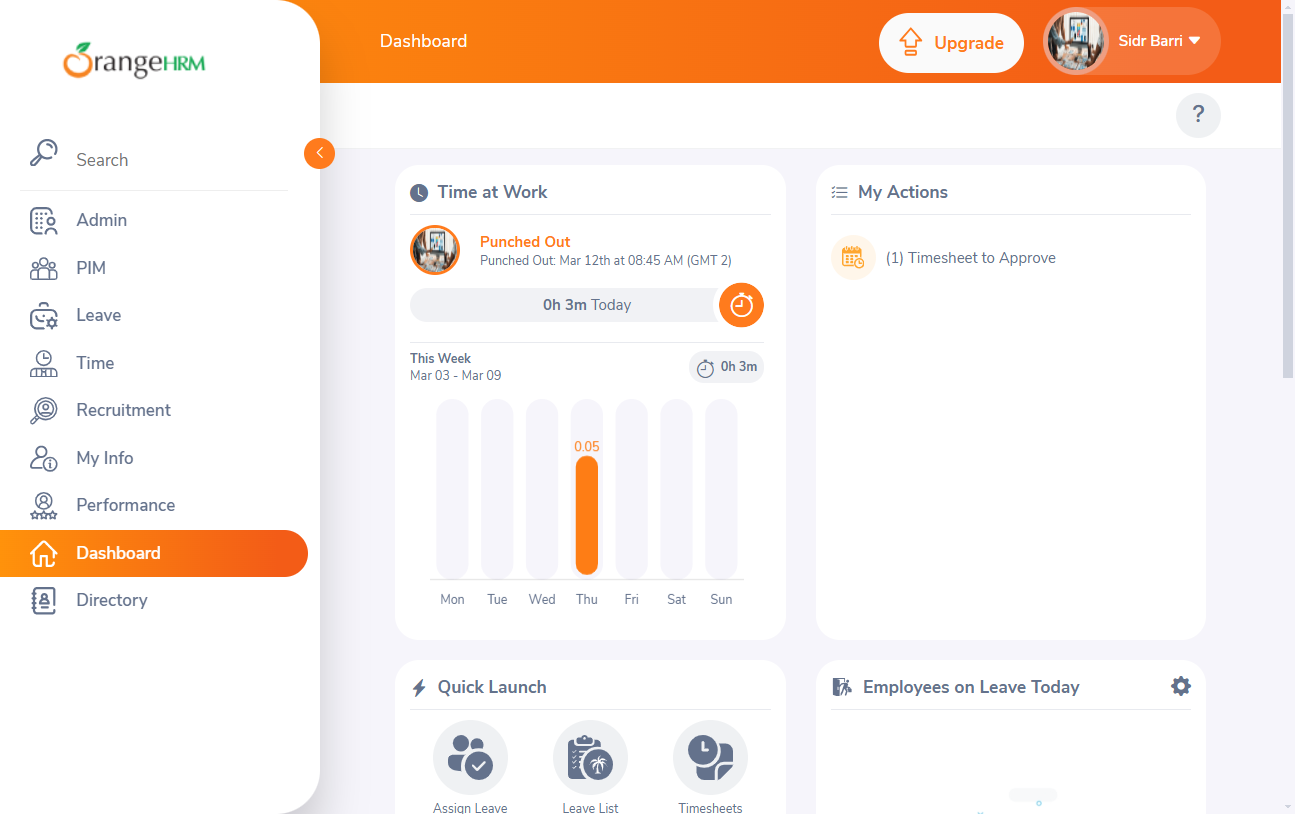 OrangeHRM
Dashboard
Upgrade
Sidr Barri
?
Search
Admin
PIM
Leave
Time
Recruitment
My Info
Performance
Dashboard
Directory
Time at Work
Punched Out
Punched Out: Mar 12th at 08:45 AM (GMT 2)
0h 3m Today
This Week
Mar 03 - Mar 09
0h 3m
0.05
Mon Tue Wed Thu Fri Sat Sun
My Actions
(1) Timesheet to Approve
Quick Launch
Assign Leave Leave List Timesheets
Employees on Leave Today